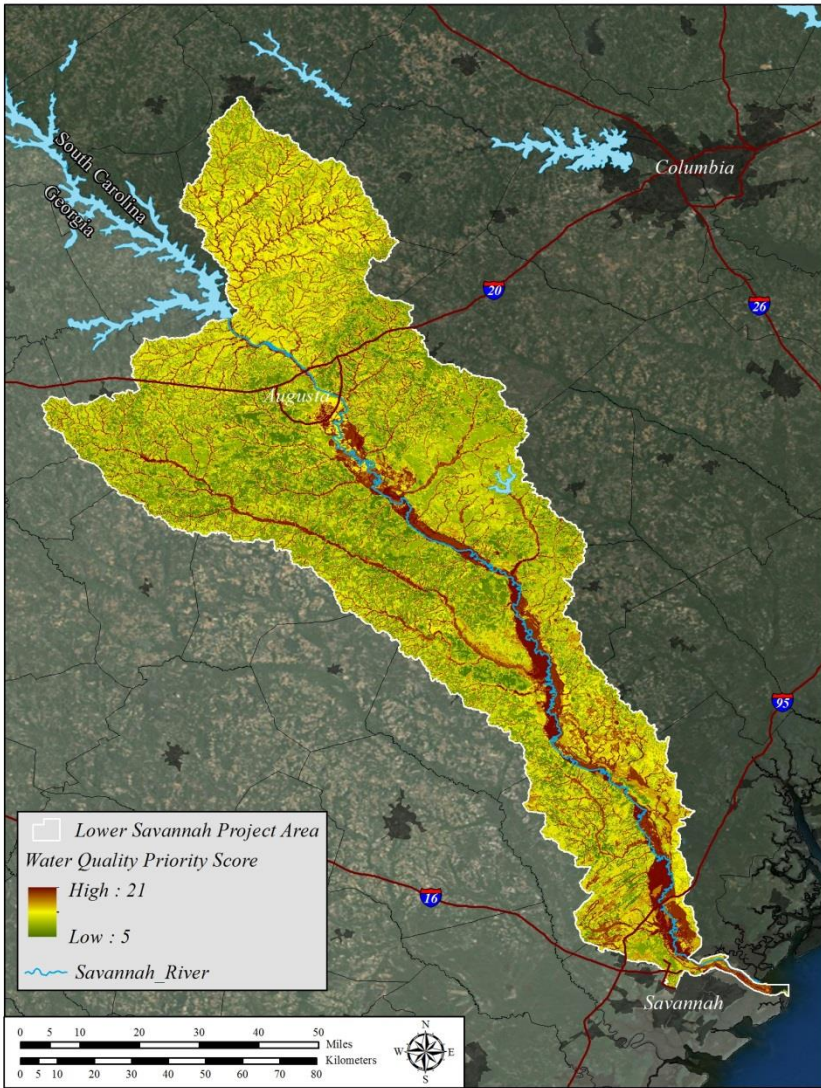 South Carolina
Georgia
Columbia
20
26
Augusta
95
Lower Savannah Project Area
Water Quality Priority Score
High : 21
Low : 5
Savannah_River
16
Savannah
0 5 10 20 30 40 50
Miles
Kilometers
0 5 10 20 30 40 50 60 70 80
N
W E
S